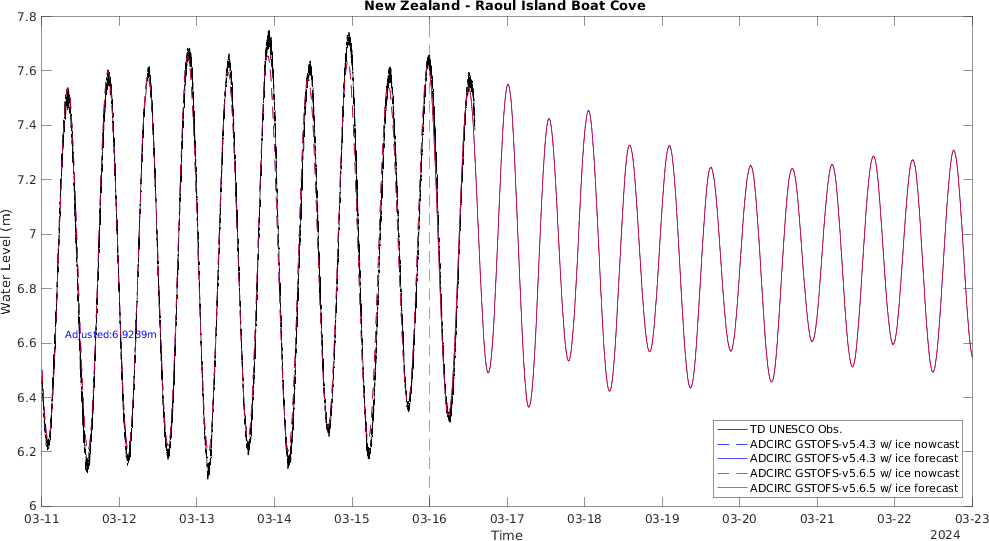 New Zealand - Raoul Island Boat Cove
7.8
7.6
7.4
7.2
7
6.8
6.6
6.4
6.2
6
Water Level (m)
Adjusted:6.9289m
TD UNESCO Obs.
ADCIRC GSTOFS-v5.4.3 w/ ice nowcast
ADCIRC GSTOFS-v5.4.3 w/ ice forecast
ADCIRC GSTOFS-v5.6.5 w/ ice nowcast
ADCIRC GSTOFS-v5.6.5 w/ ice forecast
03-11 03-12 03-13 03-14 03-15 03-16 03-17 03-18 03-19 03-20 03-21 03-22 03-23
Time
2024